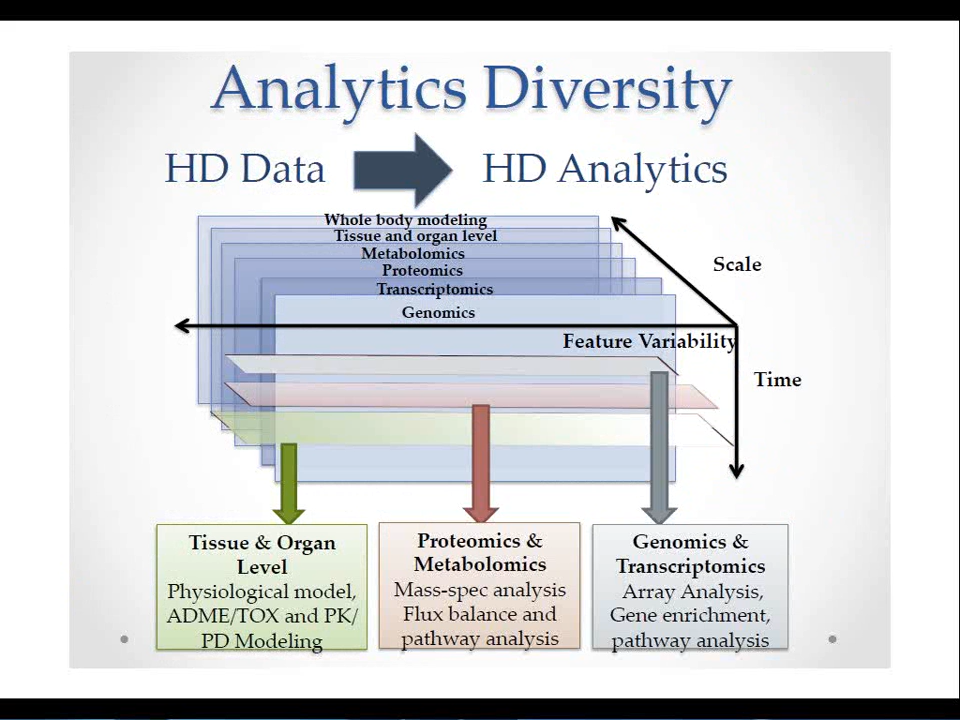 Analytics Diversity
HD Data
HD Analytics
Whole body modeling
Tissue and organ level
Metabolomics
Proteomics
Transcriptomics
Genomics
Scale
Feature Variability
Time
Tissue & Organ
Level
Physiological model,
ADME/TOX and PK/
PD Modeling
Proteomics &
Metabolomics
Mass-spec analysis
Flux balance and
pathway analysis
Genomics &
Transcriptomics
Array Analysis,
Gene enrichment,
pathway analysis